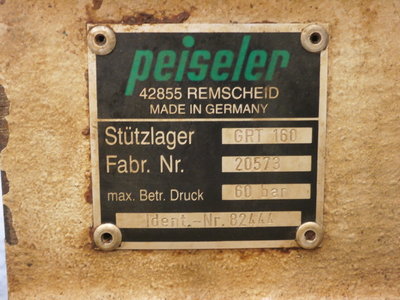 peiseler
42855 REMSCHEID
MADE IN GERMANY
Stützlager GRT 160
Fabr. Nr. 20573
max. Betr. Druck 60 bar
Ident.-Nr. 82444